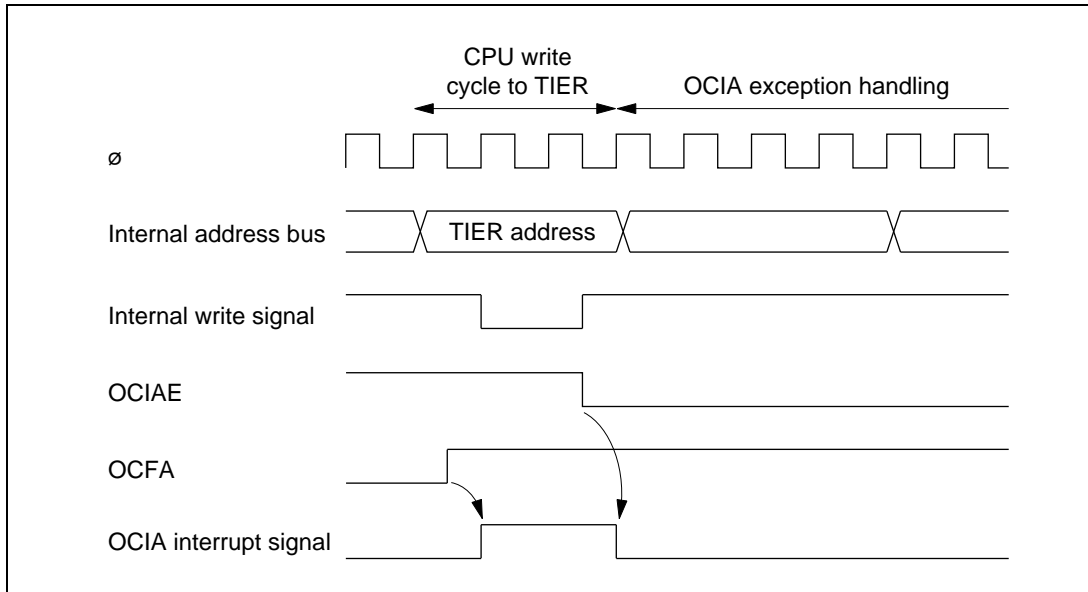 CPU write
cycle to TIER
OCIA exception handling
ø
Internal address bus
TIER address
Internal write signal
OCIAE
OCFA
OCIA interrupt signal